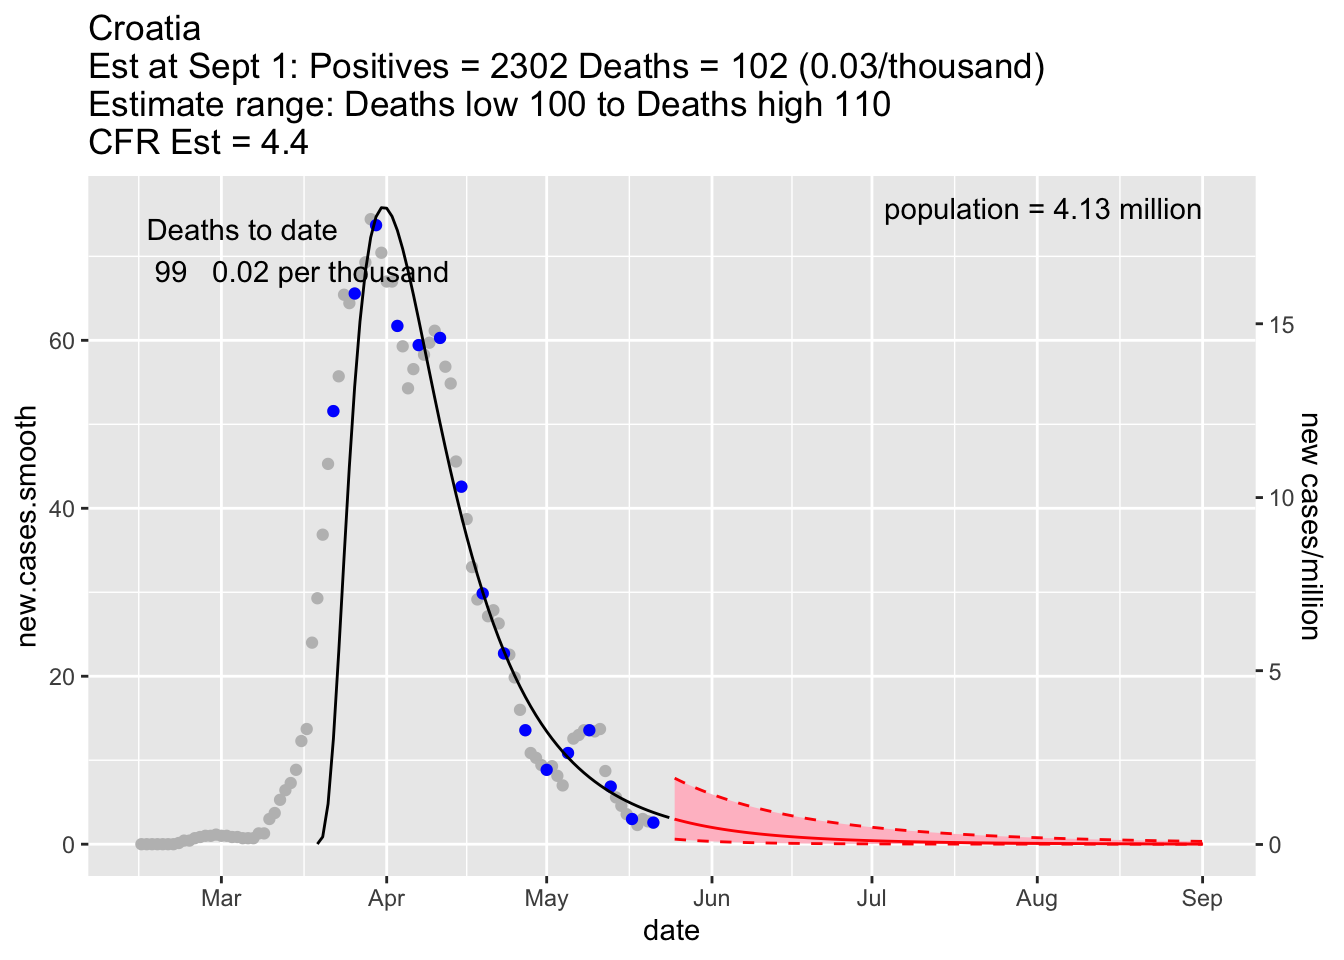 Croatia
Est at Sept 1: Positives = 2302 Deaths = 102 (0.03/thousand)
Estimate range: Deaths low 100 to Deaths high 110
CFR Est = 4.4
population = 4.13 million
Deaths to date
99 0.02 per thousand
60
40
20
0
new.cases.smooth
15
10
5
0
new cases/million
Mar Apr May Jun Jul Aug Sep
date